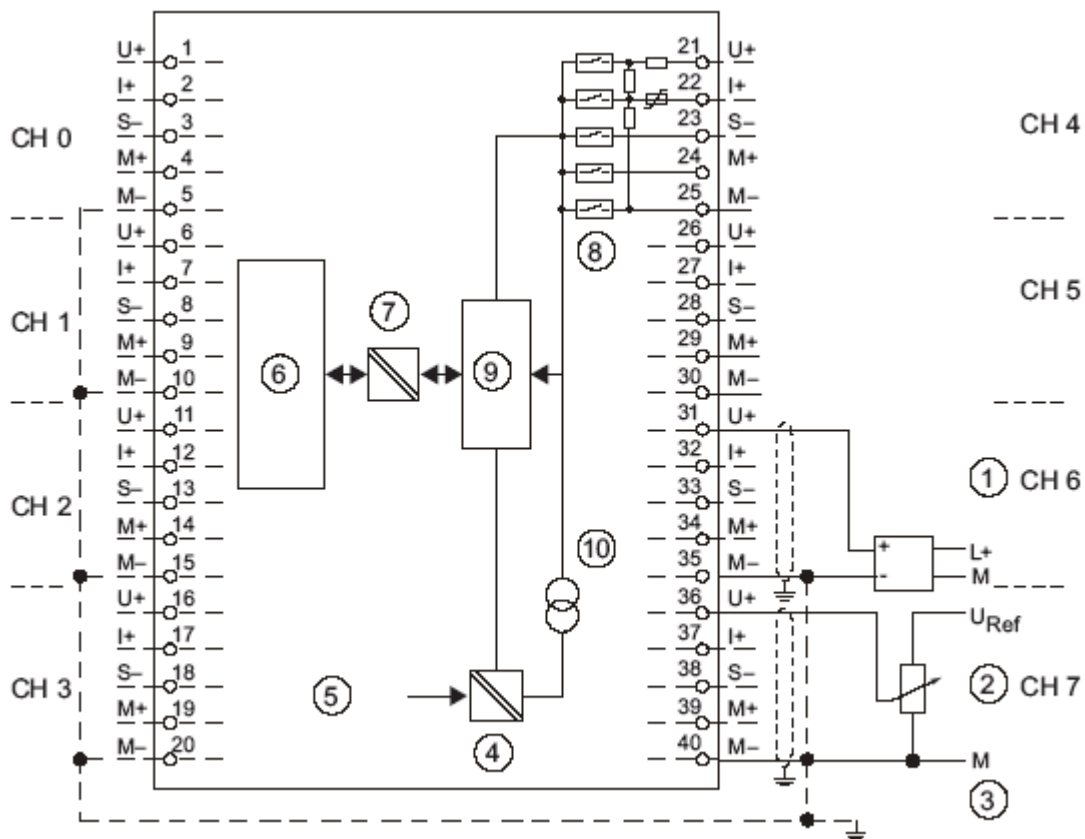 CH 0
U+ 1
I+ 2
S– 3
M+ 4
M– 5
CH 1
U+ 6
I+ 7
S– 8
M+ 9
M– 10
CH 2
U+ 11
I+ 12
S– 13
M+ 14
M– 15
CH 3
U+ 16
I+ 17
S– 18
M+ 19
M– 20
6
7
9
8
10
5
4
21 U+
22 I+
23 S–
24 M+
25 M–
CH 4
26 U+
27 I+
28 S–
29 M+
30 M–
CH 5
31 U+
32 I+
33 S–
34 M+
35 M–
1 CH 6
+
-
L+
M
36 U+
37 I+
38 S–
39 M+
40 M–
URef
2 CH 7
M
3